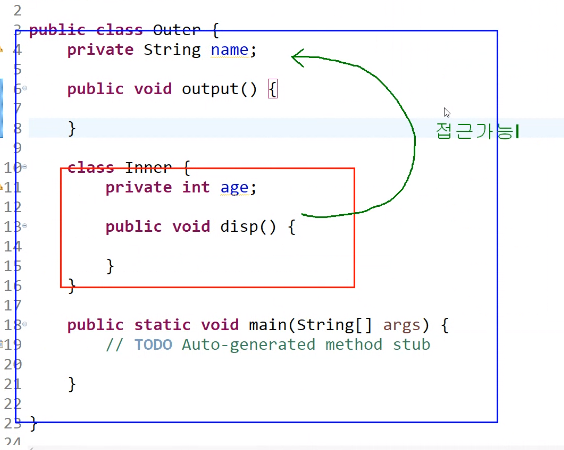 2
3 public class Outer {
4 private String name;
5
6 public void output() {
7
8 }
9
10 class Inner {
11 private int age;
12
13 public void disp() {
14
15 }
16 }
17
18 public static void main(String[] args) {
19 // TODO Auto-generated method stub
20
21 }
22
23 }
24
접근가능